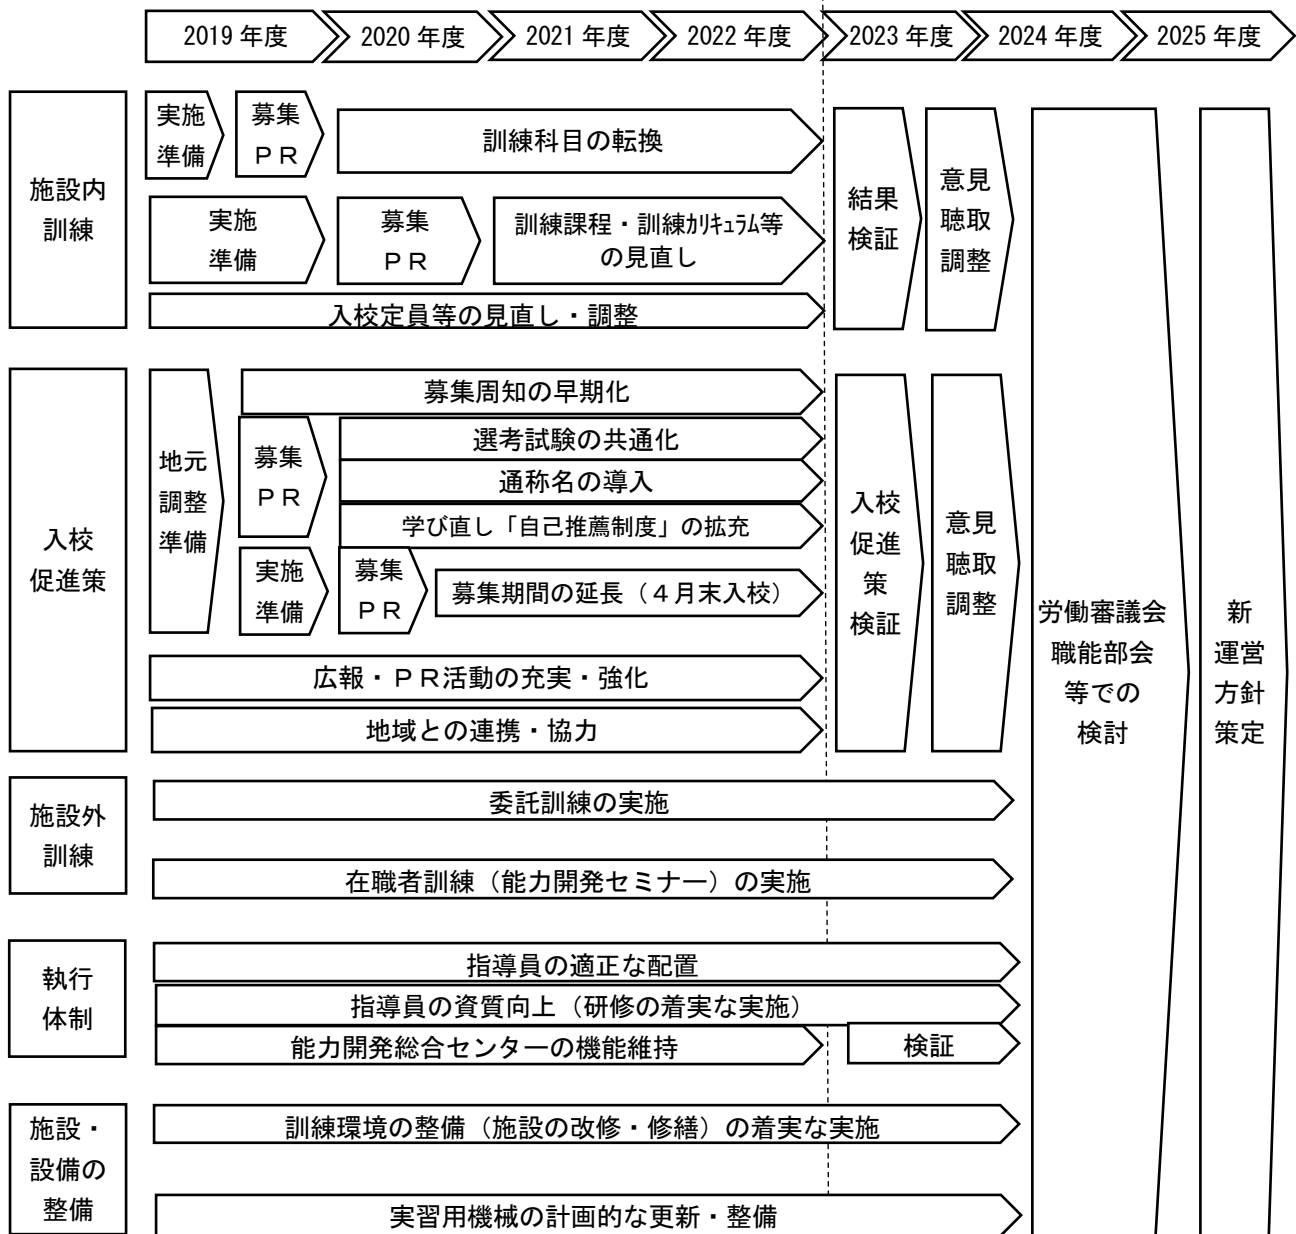 2019 年度
2020 年度
2021 年度
2022 年度
2023 年度
2024 年度
2025 年度
施設内
訓練
実施
準備
募集
ＰＲ
訓練科目の転換
実施
準備
募集
ＰＲ
訓練課程・訓練ｶﾘｷｭﾗﾑ等
の見直し
入校定員等の見直し・調整
結果
検証
意見
聴取
調整
入校
促進策
地元
調整
準備
募集周知の早期化
募集
ＰＲ
選考試験の共通化
通称名の導入
学び直し「自己推薦制度」の拡充
実施
準備
募集
ＰＲ
募集期間の延長（４月末入校）
広報・ＰＲ活動の充実・強化
地域との連携・協力
入校
促進
策
検証
意見
聴取
調整
施設外
訓練
委託訓練の実施
在職者訓練（能力開発セミナー）の実施
執行
体制
指導員の適正な配置
指導員の資質向上（研修の着実な実施）
能力開発総合センターの機能維持
検証
施設・
設備の
整備
訓練環境の整備（施設の改修・修繕）の着実な実施
実習用機械の計画的な更新・整備
労働審議会
職能部会
等での
検討
新
運営
方針
策定